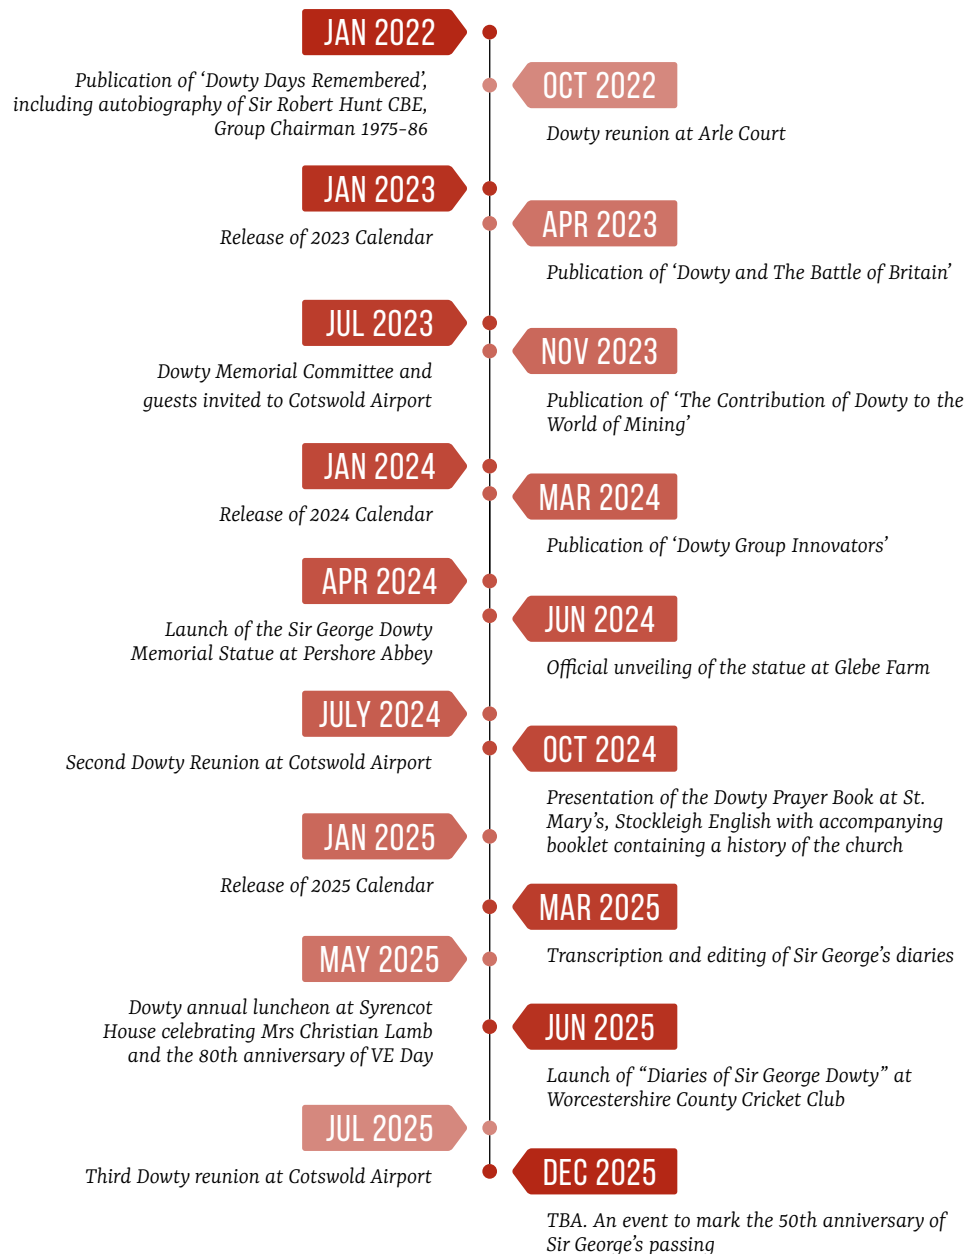 JAN 2022
Publication of ‘Dowty Days Remembered’,
including autobiography of Sir Robert Hunt CBE,
Group Chairman 1975-86
OCT 2022
Dowty reunion at Arle Court
JAN 2023
Release of 2023 Calendar
APR 2023
Publication of ‘Dowty and The Battle of Britain’
JUL 2023
Dowty Memorial Committee and
guests invited to Cotswold Airport
NOV 2023
Publication of ‘The Contribution of Dowty to the
World of Mining’
JAN 2024
Release of 2024 Calendar
MAR 2024
Publication of ‘Dowty Group Innovators’
APR 2024
Launch of the Sir George Dowty
Memorial Statue at Pershore Abbey
JUN 2024
Official unveiling of the statue at Glebe Farm
JULY 2024
Second Dowty Reunion at Cotswold Airport
OCT 2024
Presentation of the Dowty Prayer Book at St.
Mary’s, Stockleigh English with accompanying
booklet containing a history of the church
JAN 2025
Release of 2025 Calendar
MAR 2025
Transcription and editing of Sir George’s diaries
MAY 2025
Dowty annual luncheon at Syrencot
House celebrating Mrs Christian Lamb
and the 80th anniversary of VE Day
JUN 2025
Launch of “Diaries of Sir George Dowty” at
Worcestershire County Cricket Club
JUL 2025
Third Dowty reunion at Cotswold Airport
DEC 2025
TBA. An event to mark the 50th anniversary of
Sir George’s passing